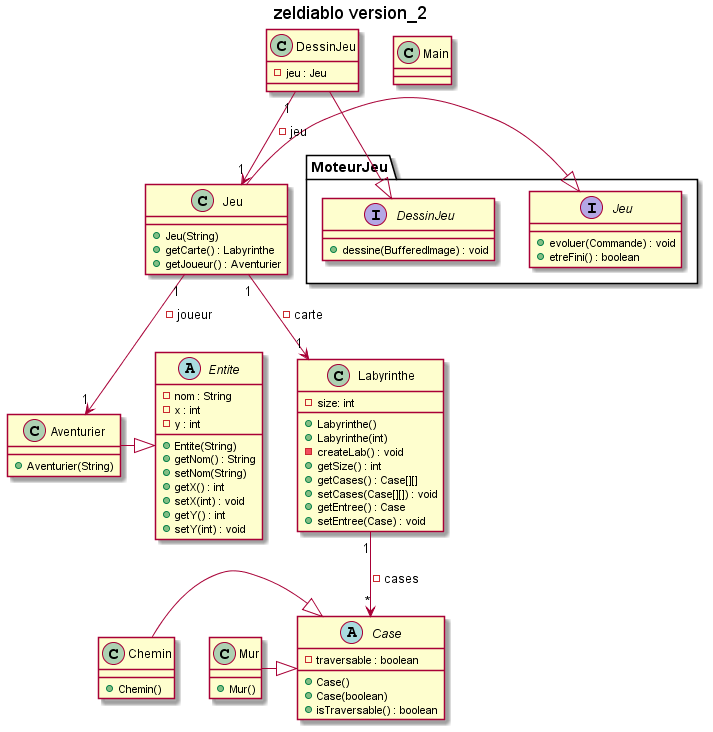 zeldiablo version_2
C DessinJeu
jeu : Jeu
C Main
1
jeu
1
MoteurJeu
C Jeu
Jeu(String)
getCarte() : Labyrinthe
getJoueur() : Aventurier
I DessinJeu
dessine(BufferedImage) : void
I Jeu
evoluer(Commande) : void
etreFini() : boolean
1
1
joueur
carte
1
1
A Entite
nom : String
x : int
y : int
Entite(String)
getNom() : String
setNom(String)
getX() : int
setX(int) : void
getY() : int
setY(int) : void
C Labyrinthe
size: int
Labyrinthe()
Labyrinthe(int)
createLab() : void
getSize() : int
getCases() : Case[][]
setCases(Case[][]) : void
getEntree() : Case
setEntree(Case) : void
C Aventurier
Aventurier(String)
1
cases
*
C Chemin
Chemin()
C Mur
Mur()
A Case
traversable : boolean
Case()
Case(boolean)
isTraversable() : boolean